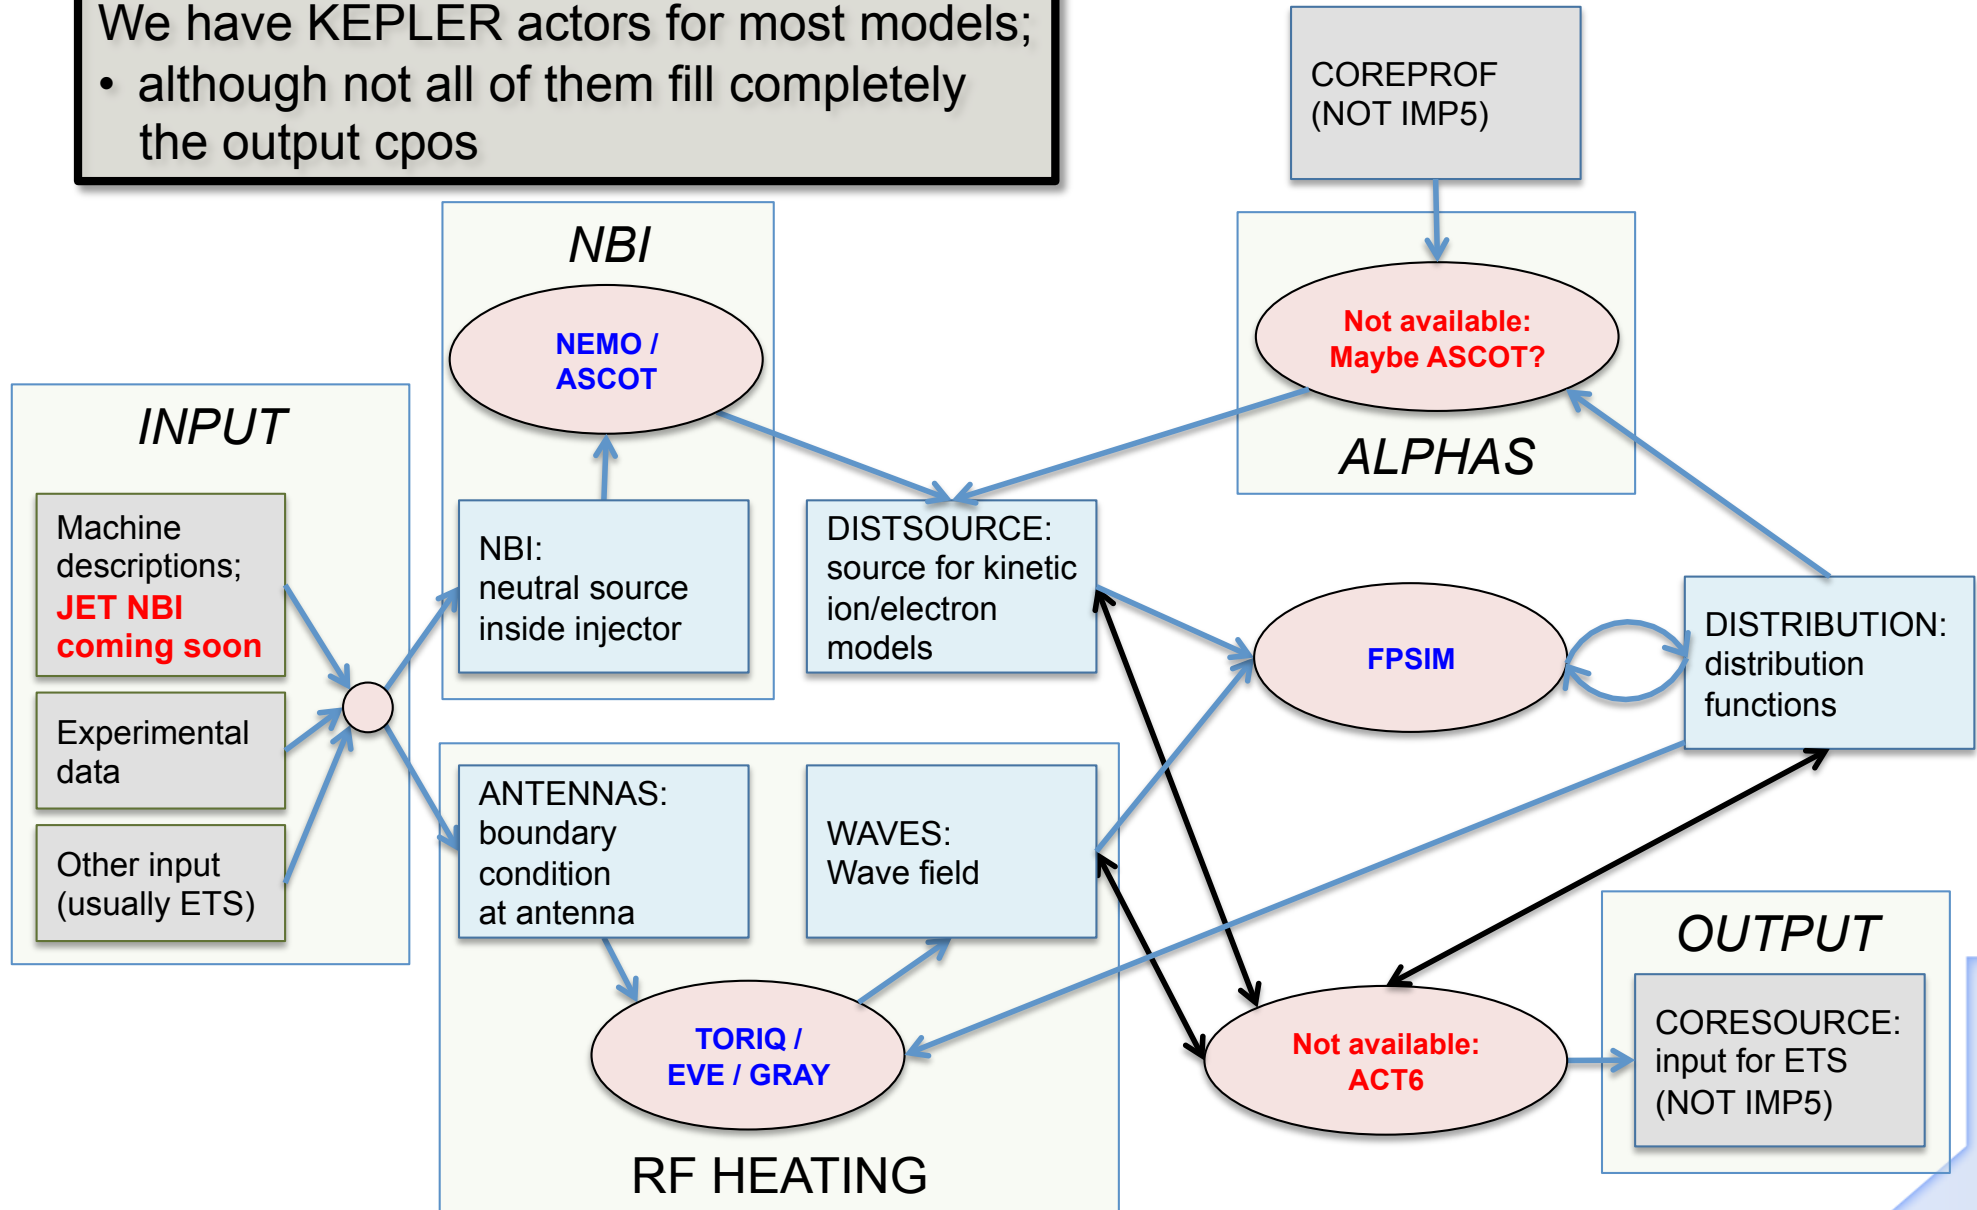 We have KEPLER actors for most models;
• although not all of them fill completely
the output cpos
COREPROF
(NOT IMP5)
NBI
NEMO /
ASCOT
Not available:
Maybe ASCOT?
ALPHAS
INPUT
Machine
descriptions;
JET NBI
coming soon
Experimental
data
Other input
(usually ETS)
NBI:
neutral source
inside injector
DISTSOURCE:
source for kinetic
ion/electron
models
FPSIM
DISTRIBUTION:
distribution
functions
ANTENNAS:
boundary
condition
at antenna
WAVES:
Wave field
TORIQ /
EVE / GRAY
RF HEATING
Not available:
ACT6
OUTPUT
CORESOURCE:
input for ETS
(NOT IMP5)